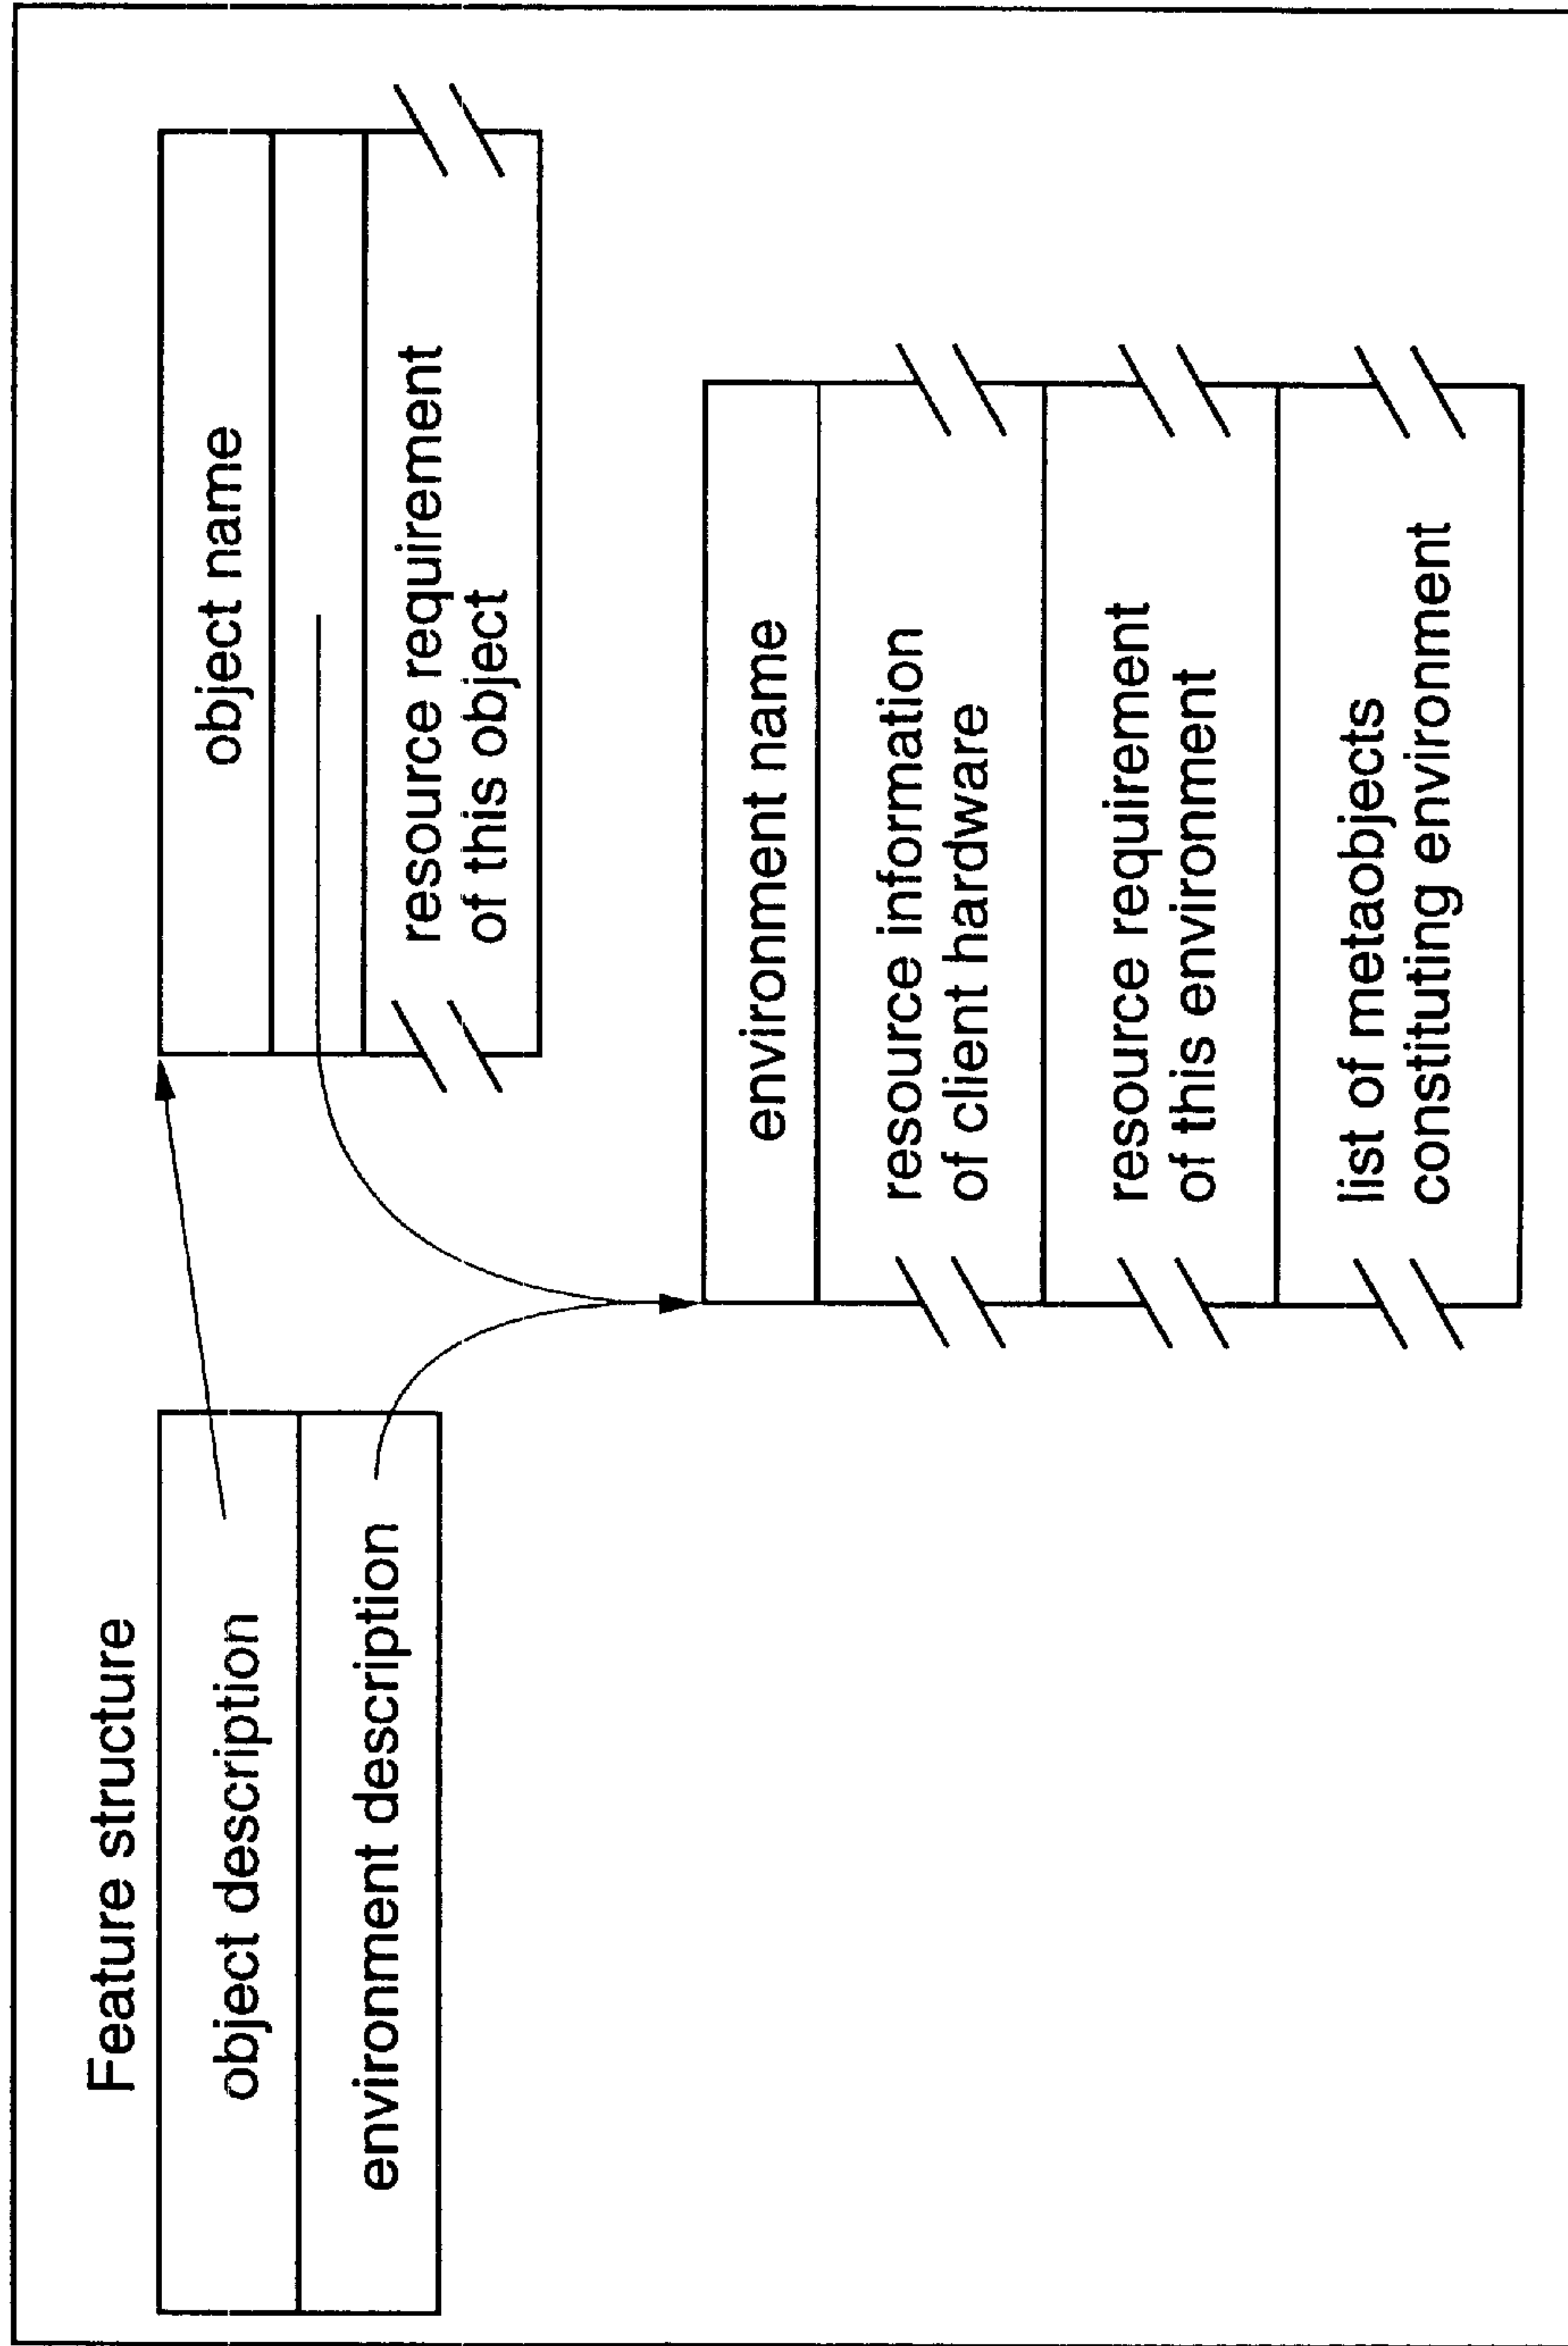 Feature structure
object description
environment description
object name
resource requirement
of this object
environment name
resource information
of client hardware
resource requirement
of this environment
list of metaobjects
constituting environment